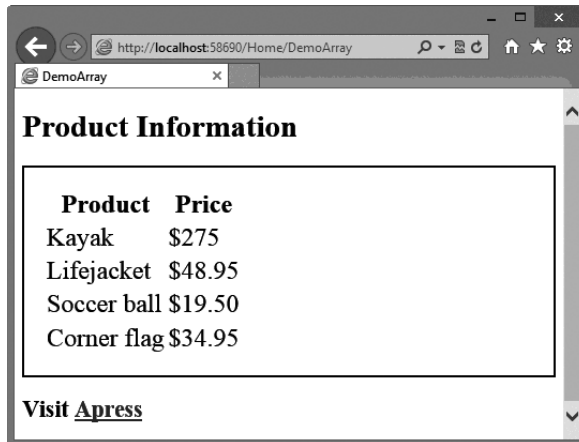 http://localhost:58690/Home/DemoArray
DemoArray
Product Information
Product Price
Kayak $275
Lifejacket $48.95
Soccer ball $19.50
Corner flag $34.95
Visit Apress